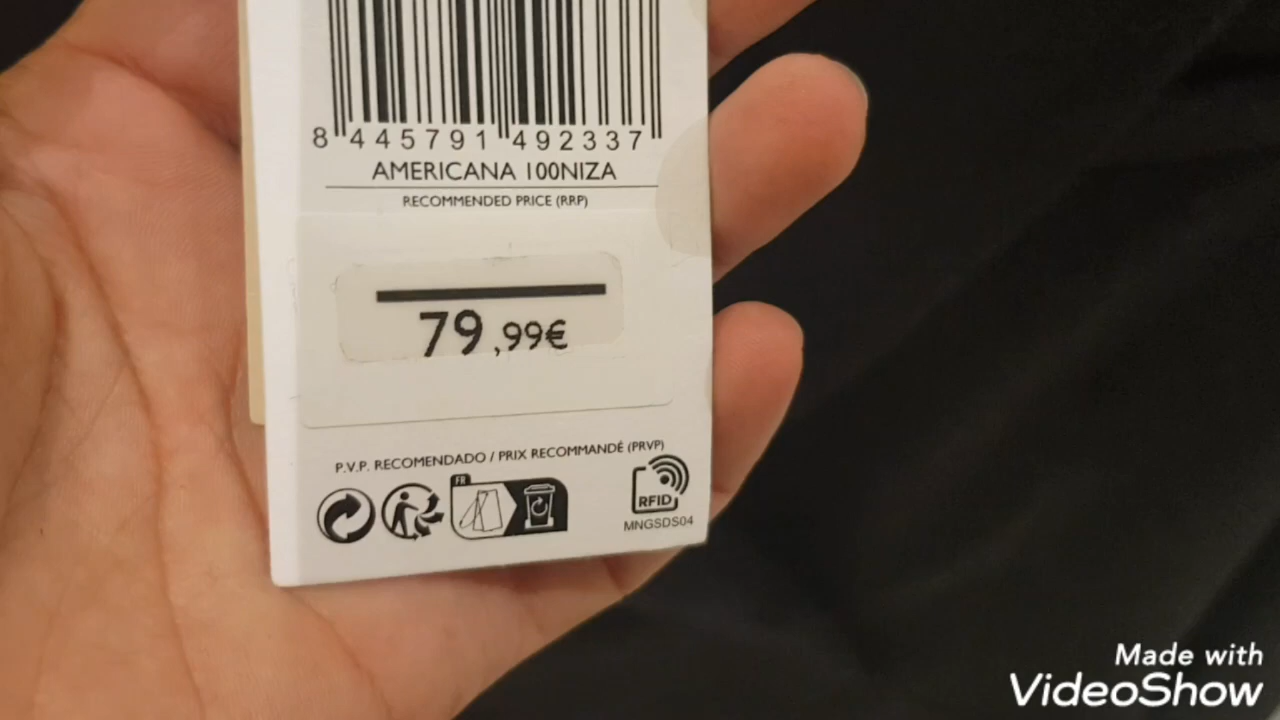 8 445791 492337
AMERICANA 100NIZA
RECOMMENDED PRICE (RRP)
79,99€
P.V.P. RECOMENDADO / PRIX RECOMMANDÉ (PRVP)
FR
RFID
MNGSDS04
Made with
VideoShow